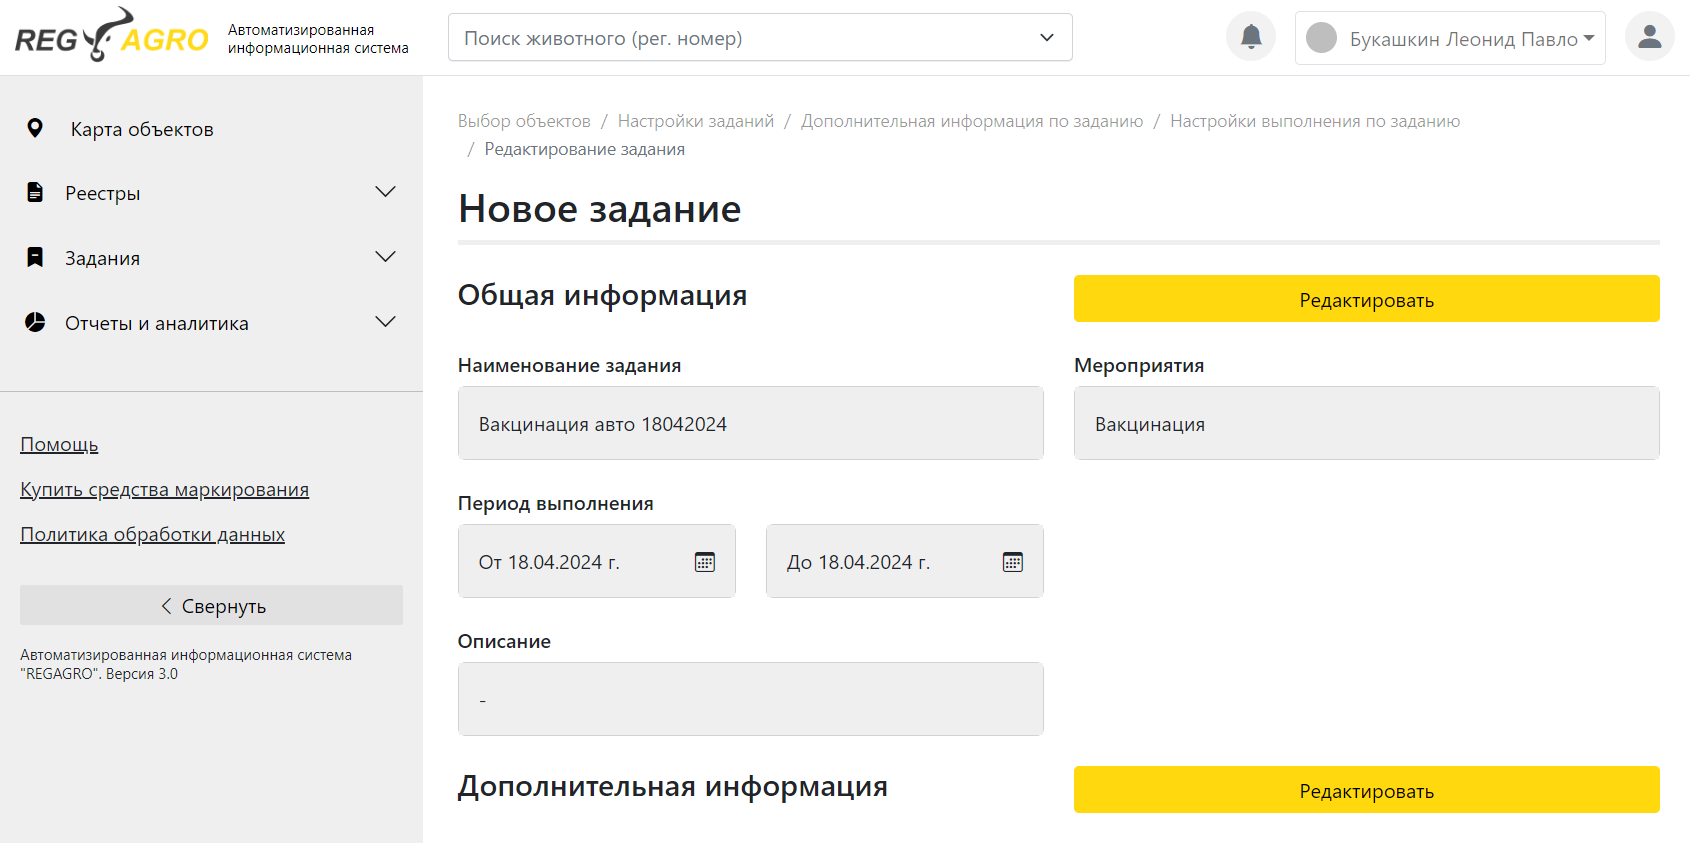 REG AGRO
Автоматизированная
информационная система
Поиск животного (рег. номер)
Букашкин Леонид Павло
Карта объектов
Реестры
Задания
Отчеты и аналитика
Помощь
Купить средства маркирования
Политика обработки данных
Свернуть
Автоматизированная информационная система
"REGAGRO". Версия 3.0
Выбор объектов / Настройки заданий / Дополнительная информация по заданию / Настройки выполнения по заданию
/ Редактирование задания
Новое задание
Общая информация
Редактировать
Наименование задания
Мероприятия
Вакцинация авто 18042024
Вакцинация
Период выполнения
От 18.04.2024 г.
До 18.04.2024 г.
Описание
-
Дополнительная информация
Редактировать